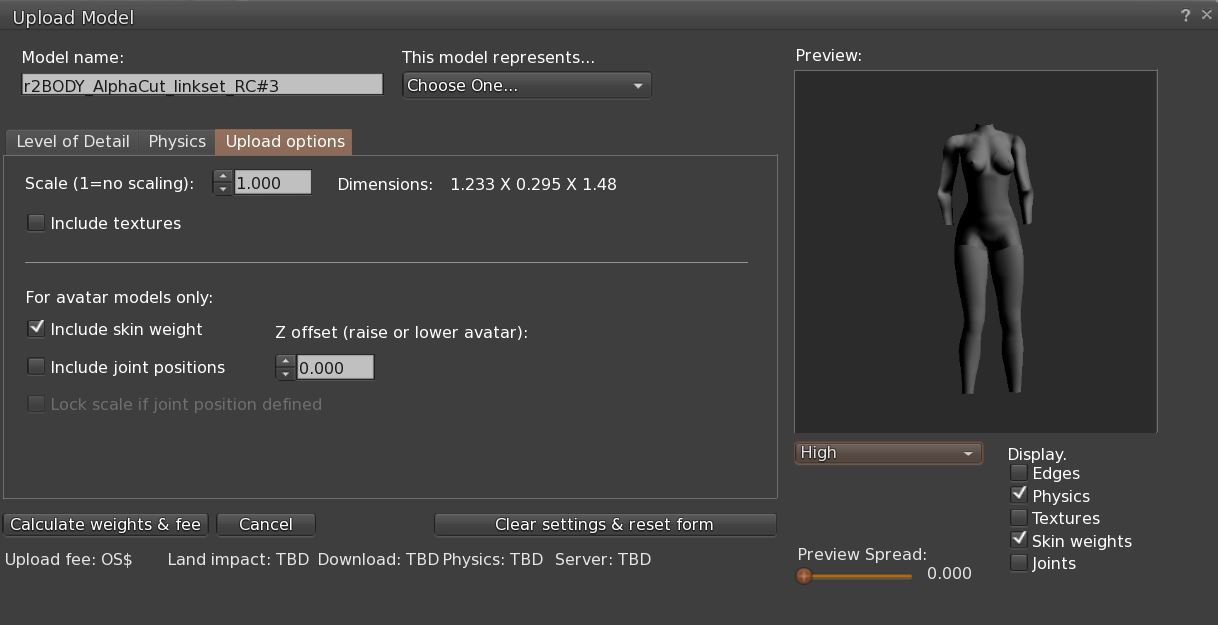 Upload Model ? ×
Model name: This model represents... Preview:
r2BODY_AlphaCut_linkset_RC#3 Choose One...
Level of Detail Physics Upload options
Scale (1=no scaling): 1.000 Dimensions: 1.233 X 0.295 X 1.48
Include textures
For avatar models only:
Include skin weight Z offset (raise or lower avatar):
Include joint positions 0.000
Lock scale if joint position defined
High
Display.
Edges
Physics
Textures
Skin weights
Joints
Calculate weights & fee Cancel Clear settings & reset form
Upload fee: OS$ Land impact: TBD Download: TBD Physics: TBD Server: TBD
Preview Spread:
0.000